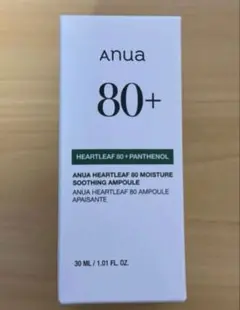 Anua
80+
HEARTLEAF 80 + PANTHENOL
ANUA HEARTLEAF 80 MOISTURE
SOOTHING AMPOULE
ANUA HEARTLEAF 80 AMPOULE
APAISANTE
30 ML / 1.01 FL. OZ.